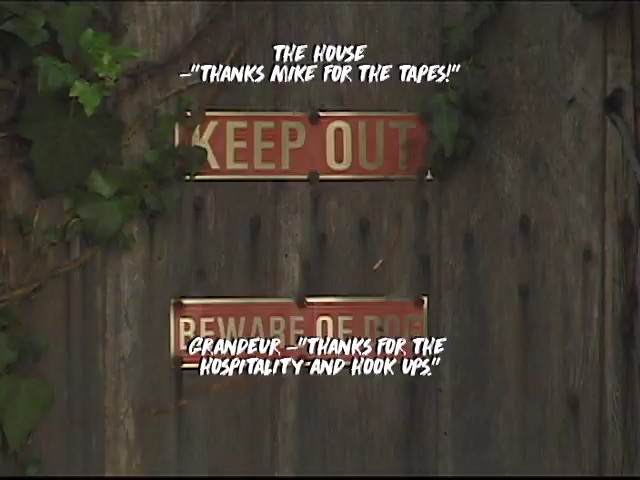 THE HOUSE
-"THANKS MIKE FOR THE TAPES!"
KEEP OUT
BEWARE OF DOG
GRANDEUR -"THANKS FOR THE
HOSPITALITY AND HOOK UPS."